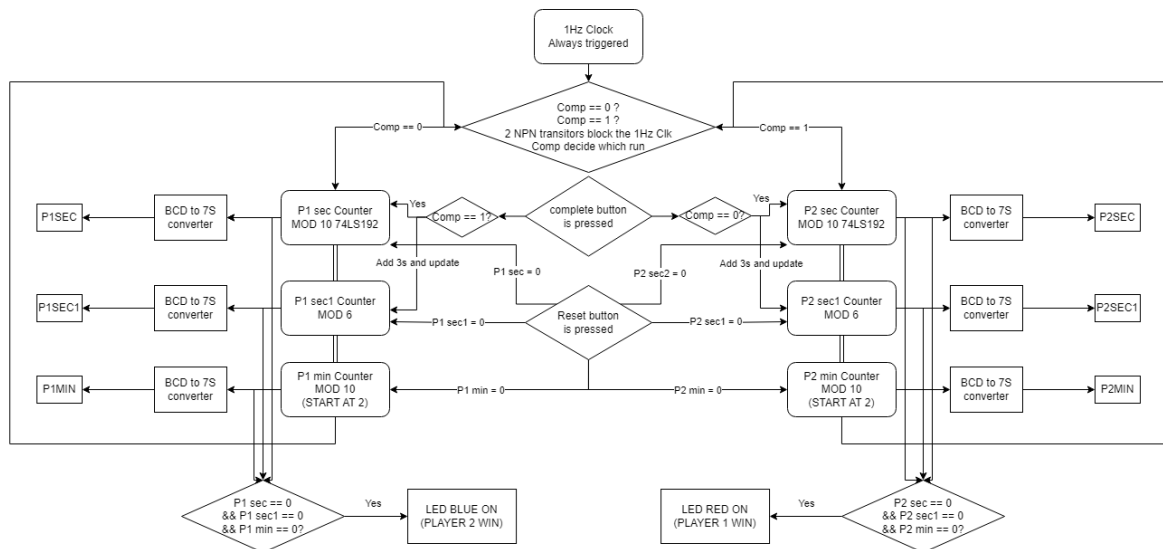 1Hz Clock
Always triggered
Comp == 0 ?
Comp == 1 ?
2 NPN transitors block the 1Hz Clk
Comp decide which run
Comp == 0
Comp == 1
P1SEC
BCD to 7S
converter
P1 sec Counter
MOD 10 74LS192
Yes
Comp == 1?
complete button
is pressed
Comp == 0?
Yes
P2 sec Counter
MOD 10 74LS192
BCD to 7S
converter
P2SEC
Add 3s and update
P1 sec = 0
P2 sec2 = 0
Add 3s and update
P1SEC1
BCD to 7S
converter
P1 sec1 Counter
MOD 6
P1 sec1 = 0
Reset button
is pressed
P2 sec1 = 0
P2 sec1 Counter
MOD 6
BCD to 7S
converter
P2SEC1
P1MIN
BCD to 7S
converter
P1 min Counter
MOD 10
(START AT 2)
P1 min = 0
P2 min = 0
P2 min Counter
MOD 10
(START AT 2)
BCD to 7S
converter
P2MIN
P1 sec == 0
&& P1 sec1 == 0
&& P1 min == 0?
Yes
LED BLUE ON
(PLAYER 2 WIN)
LED RED ON
(PLAYER 1 WIN)
Yes
P2 sec == 0
&& P2 sec1 == 0
&& P2 min == 0?